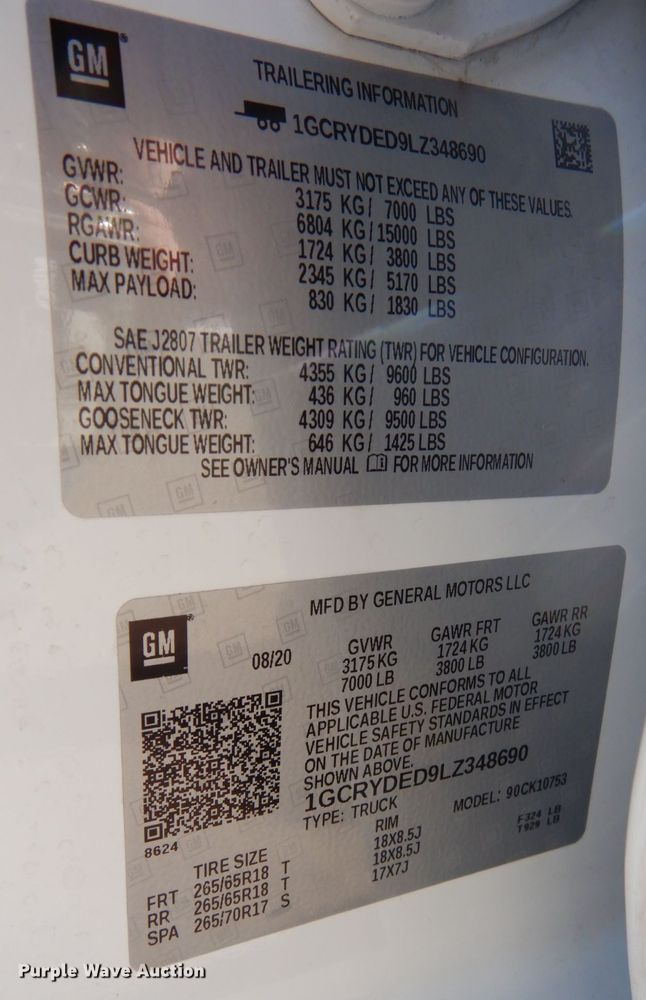 GM
TRAILERING INFORMATION
1GCRYDED9LZ348690
VEHICLE AND TRAILER MUST NOT EXCEED ANY OF THESE VALUES.
GVWR: 3175 KG/ 7000 LBS
GCWR: 6804 KG/15000 LBS
RGAWR: 1724 KG/ 3800 LBS
CURB WEIGHT: 2345 KG/ 5170 LBS
MAX PAYLOAD: 830 KG/ 1830 LBS
SAE J2807 TRAILER WEIGHT RATING (TWR) FOR VEHICLE CONFIGURATION.
CONVENTIONAL TWR: 4355 KG/ 9600 LBS
MAX TONGUE WEIGHT: 436 KG/ 960 LBS
GOOSENECK TWR: 4309 KG/ 9500 LBS
MAX TONGUE WEIGHT: 646 KG/ 1425 LBS
SEE OWNER'S MANUAL FOR MORE INFORMATION
GM
MFD BY GENERAL MOTORS LLC
08/20
GVWR GAWR FRT GAWR RR
3175 KG 1724 KG 1724 KG
7000 LB 3800 LB 3800 LB
THIS VEHICLE CONFORMS TO ALL
APPLICABLE U.S. FEDERAL MOTOR
VEHICLE SAFETY STANDARDS IN EFFECT
ON THE DATE OF MANUFACTURE
SHOWN ABOVE.
1GCRYDED9LZ348690
TYPE: TRUCK MODEL: 90CK10753
8624
F324 LB
T929 LB
TIRE SIZE RIM
FRT 265/65R18 T 18X8.5J
RR 265/65R18 T 18X8.5J
SPA 265/70R17 S 17X7J
Purple Wave Auction